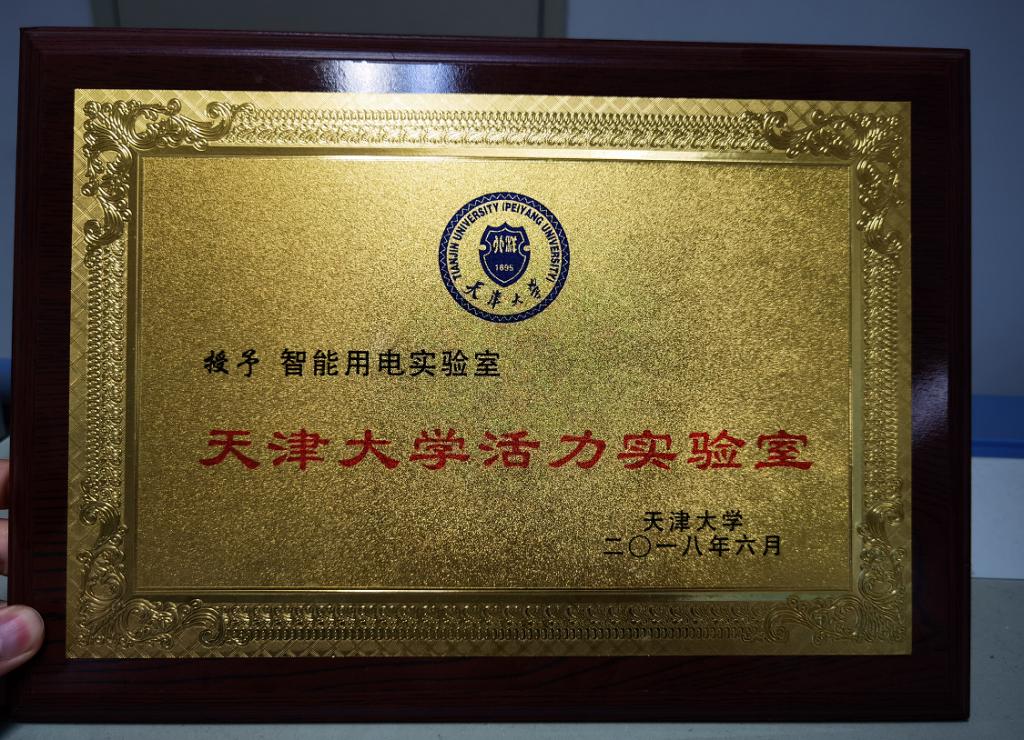 TIANJIN UNIVERSITY (PEIYANG UNIVERSITY)
北洋
1895
天津大学
授予 智能用电实验室
天津大学活力实验室
天津大学
二〇一八年六月